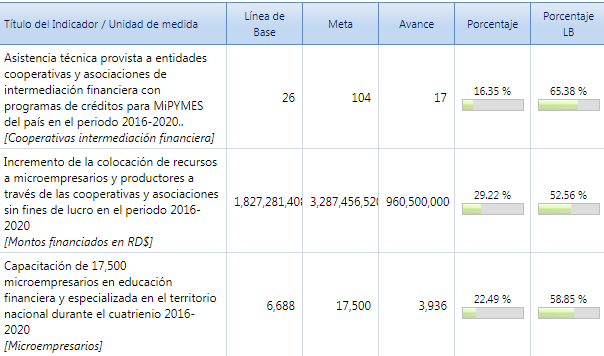 Título del Indicador / Unidad de medida
Línea de Base
Meta
Avance
Porcentaje
Porcentaje LB
Asistencia técnica provista a entidades
cooperativas y asociaciones de
intermediación financiera con
programas de créditos para MiPYMES
del país en el periodo 2016-2020..
[Cooperativas intermediación financiera]
26
104
17
16.35 %
65.38 %
Incremento de la colocación de recursos
a microempresarios y productores a
través de las cooperativas y asociaciones
sin fines de lucro en el periodo 2016-
2020
[Montos financiados en RD$]
1,827,281,408
3,287,456,520
960,500,000
29.22 %
52.56 %
Capacitación de 17,500
microempresarios en educación
financiera y especializada en el territorio
nacional durante el cuatrienio 2016-
2020
[Microempresarios]
6,688
17,500
3,936
22.49 %
58.85 %